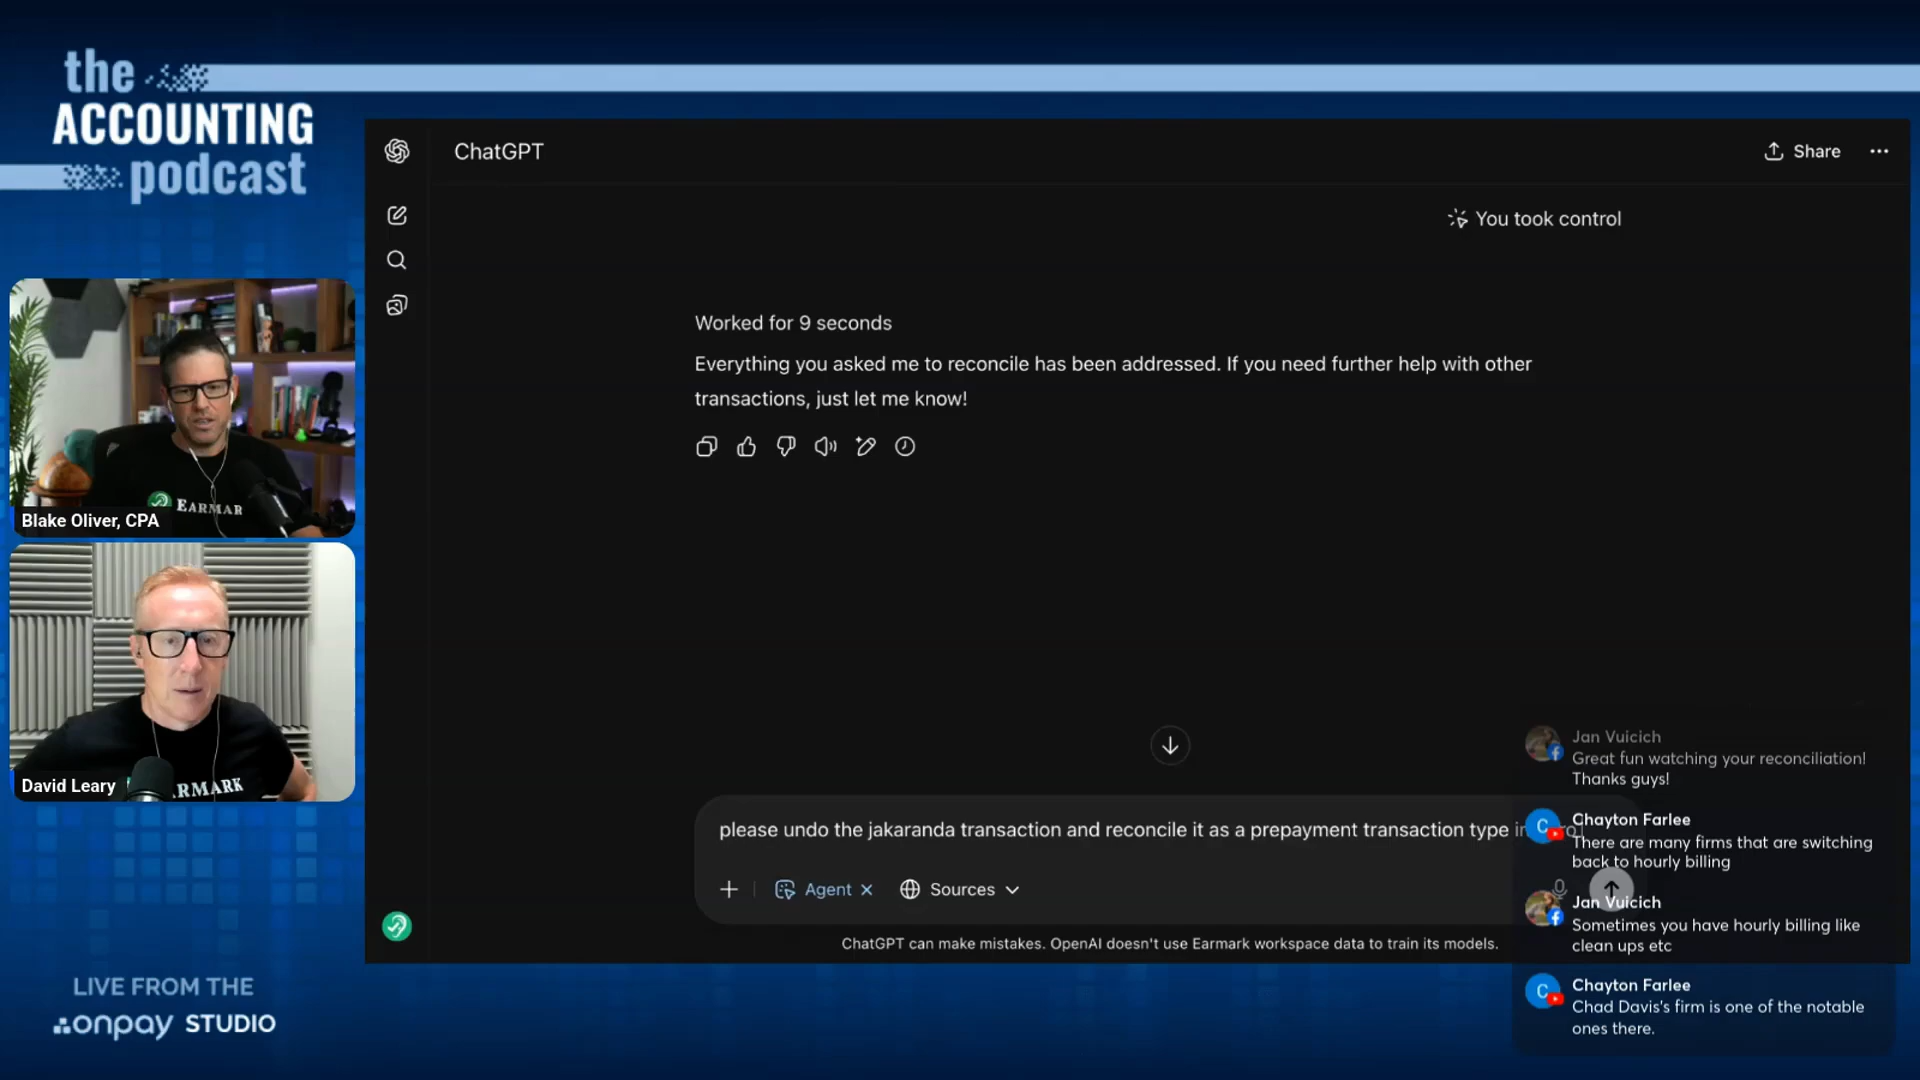 the
ACCOUNTING
podcast
ChatGPT
Share
You took control
Worked for 9 seconds
Everything you asked me to reconcile has been addressed. If you need further help with other
transactions, just let me know!
EARMAR
Blake Oliver, CPA
ARMARK
David Leary
please undo the jakaranda transaction and reconcile it as a prepayment transaction type in
Agent
Sources
ChatGPT can make mistakes. OpenAI doesn't use Earmark workspace data to train its models.
Jan Vuicich
Great fun watching your reconciliation!
Thanks guys!
Chayton Farlee
There are many firms that are switching
back to hourly billing
Jan Vuicich
Sometimes you have hourly billing like
clean ups etc
Chayton Farlee
Chad Davis's firm is one of the notable
ones there.
LIVE FROM THE
onpay STUDIO